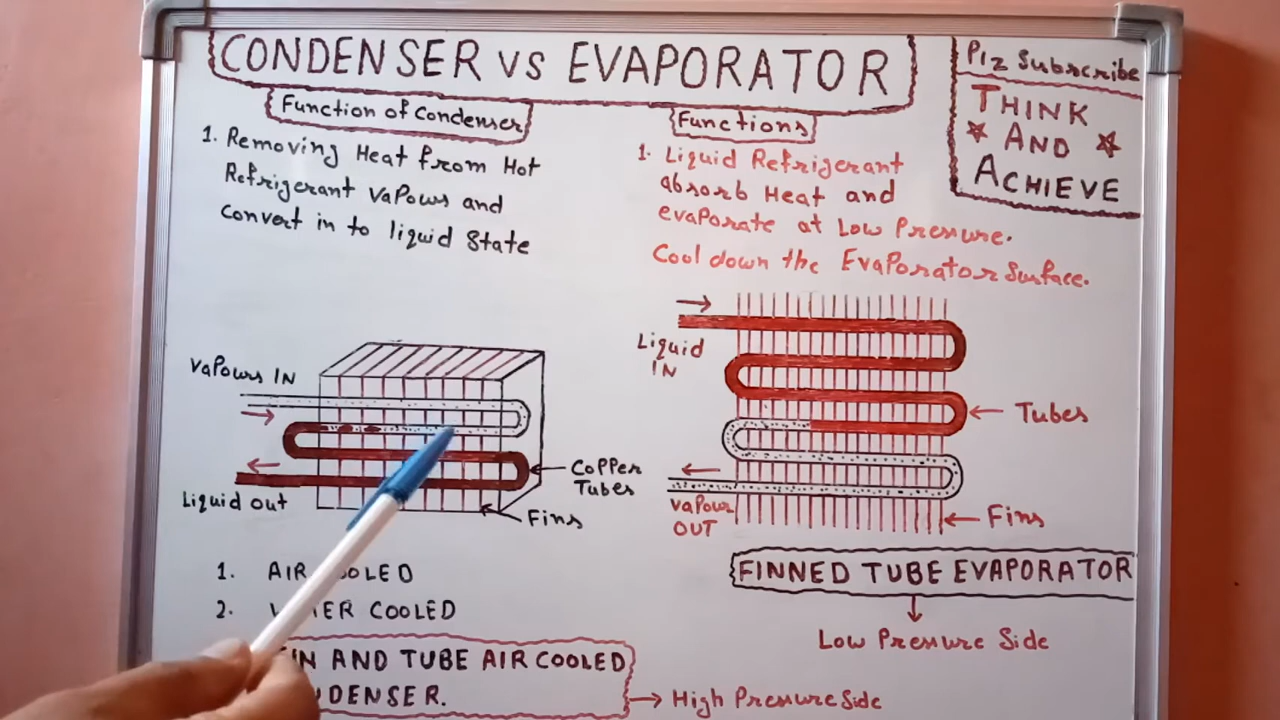 CONDENSER VS EVAPORATOR
Plz Subscribe
THINK
AND
ACHIEVE
Function of Condenser
1. Removing Heat from Hot
Refrigerant Vapours and
Convert in to liquid State
Functions
1. Liquid Refrigerant
absorb Heat and
evaporate at Low Pressure.
Cool down the Evaporator Surface.
Vapours IN
Liquid Out
Copper
Tubes
Fins
Liquid
IN
Tubes
Vapour
OUT
Fins
1. AIR
2. COOLED
AND TUBE AIR COOLED
High Pressure Side
FINNED TUBE EVAPORATOR
Low Pressure Side